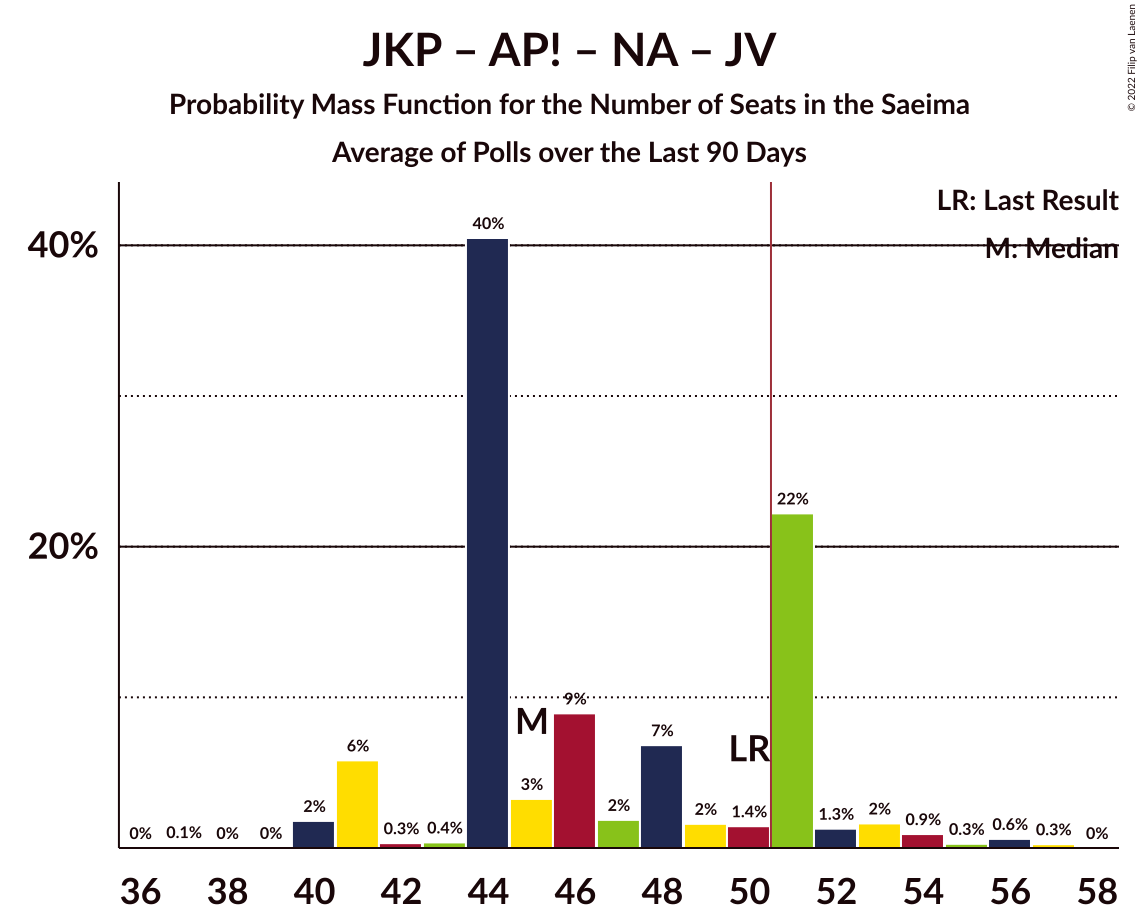 JKP – AP! – NA – JV
Probability Mass Function for the Number of Seats in the Saeima
Average of Polls over the Last 90 Days
© 2022 Filip van Laenen
LR: Last Result
M: Median
40%
20%
0% 0.1% 0% 0% 2% 6% 0.3% 0.4% 40% 3% 9% 2% 7% 2% 1.4% 22% 1.3% 2% 0.9% 0.3% 0.6% 0.3% 0%
M
LR
36 38 40 42 44 46 48 50 52 54 56 58